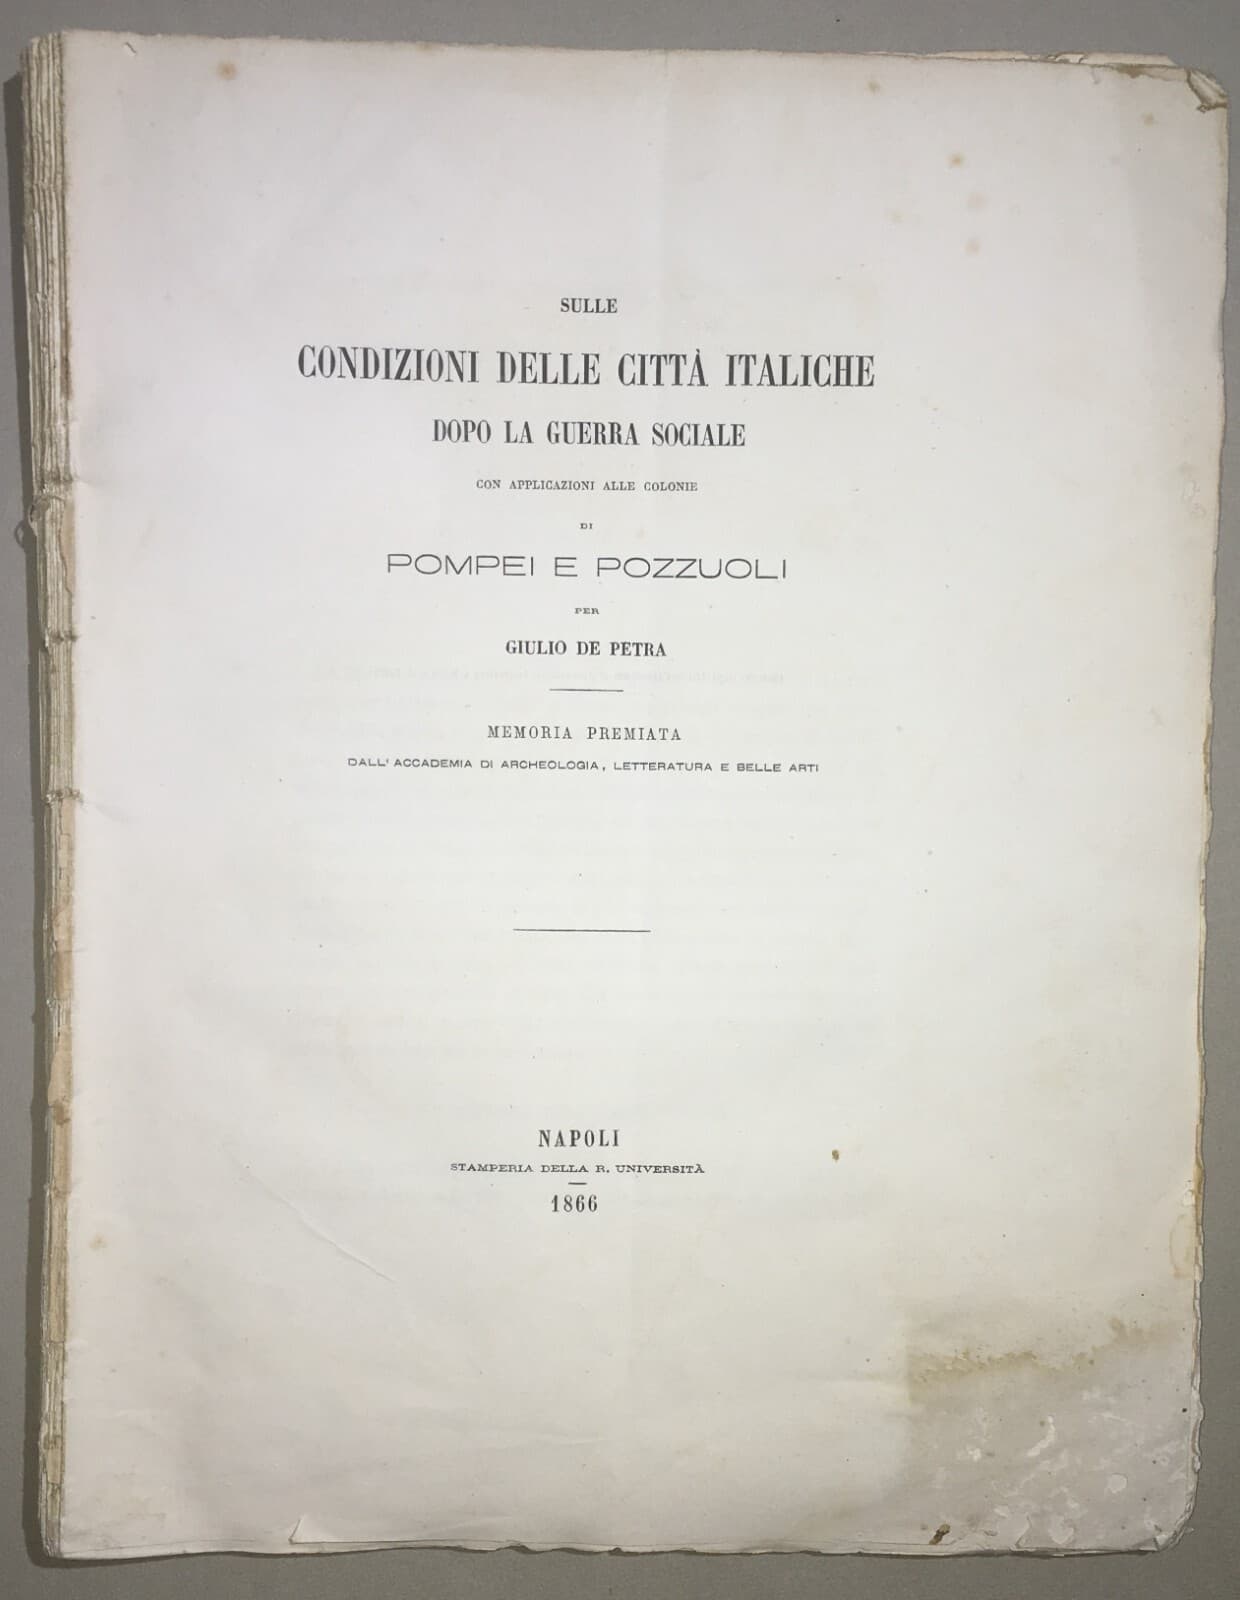 SULLE
CONDIZIONI DELLE CITTÀ ITALICHE
DOPO LA GUERRA SOCIALE
CON APPLICAZIONI ALLE COLONIE
DI
POMPEI E POZZUOLI
PER
GIULIO DE PETRA
MEMORIA PREMIATA
DALL' ACCADEMIA DI ARCHEOLOGIA, LETTERATURA E BELLE ARTI
NAPOLI
STAMPERIA DELLA R. UNIVERSITÀ
1866